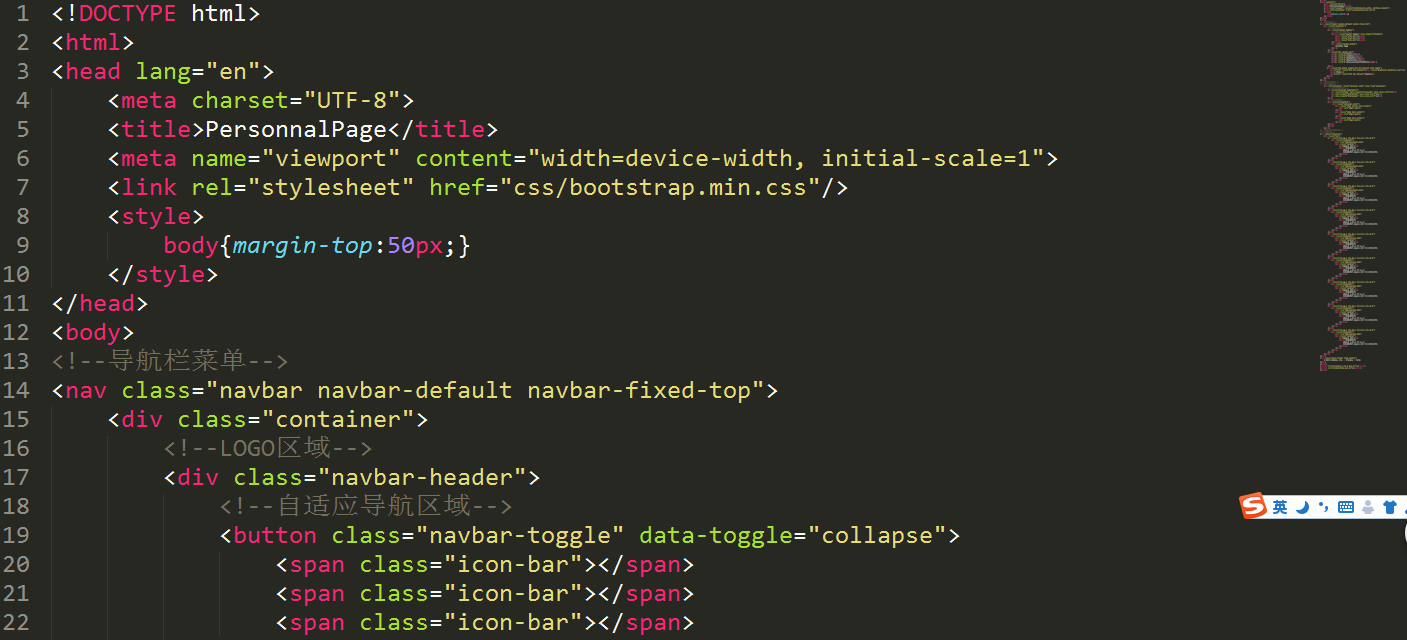 1 <!DOCTYPE html>
2 <html>
3 <head lang="en">
4 <meta charset="UTF-8">
5 <title>PersonnalPage</title>
6 <meta name="viewport" content="width=device-width, initial-scale=1">
7 <link rel="stylesheet" href="css/bootstrap.min.css"/>
8 <style>
9 body{margin-top:50px;}
10 </style>
11 </head>
12 <body>
13 <!--导航栏菜单-->
14 <nav class="navbar navbar-default navbar-fixed-top">
15 <div class="container">
16 <!--LOGO区域-->
17 <div class="navbar-header">
18 <!--自适应导航区域-->
S 英
19 <button class="navbar-toggle" data-toggle="collapse">
20 <span class="icon-bar"></span>
21 <span class="icon-bar"></span>
22 <span class="icon-bar"></span>